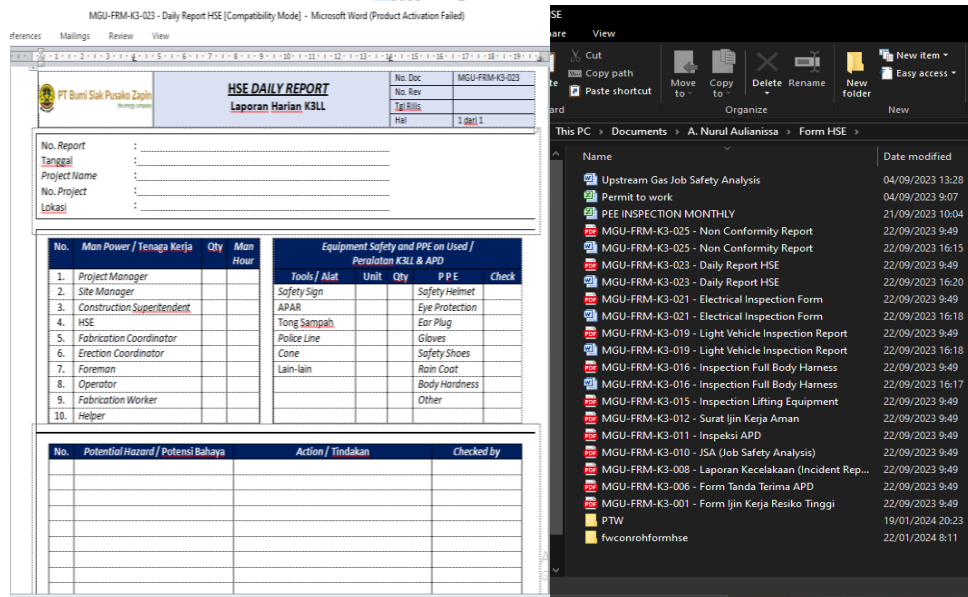 MGU-FRM-K3-023 - Daily Report HSE [Compatibility Mode] - Microsoft Word (Product Activation Failed)
eferences Mailings Review View
PT Bumi Siak Pusako Zapin
the energy company
HSE DAILY REPORT
Laporan Harian K3LL
No. Doc MGU-FRM-K3-023
No. Rev
Tgl Rilis
Hal 1 dari 1
No. Report :
Tanggal :
Project Name :
No. Project :
Lokasi :
No. Man Power / Tenaga Kerja Qty Man Hour
1. Project Manager
2. Site Manager
3. Construction Superitendent
4. HSE
5. Fabrication Coordinator
6. Erection Coordinator
7. Foreman
8. Operator
9. Fabrication Worker
10. Helper
Equipment Safety and PPE on Used /
Peralatan K3LL & APD
Tools / Alat Unit Qty P P E Check
Safety Sign Safety Helmet
APAR Eye Protection
Tong Sampah Ear Plug
Police Line Gloves
Cone Safety Shoes
Lain-lain Rain Coat
Body Hardness
Other
No. Potential Hazard / Potensi Bahaya Action / Tindakan Checked by
SE
are View
Cut
Copy path
te Paste shortcut
ard
Move to
Copy to
Delete
Rename
Organize
New folder
New item
Easy access
New
This PC > Documents > A. Nurul Aulianissa > Form HSE >
Name Date modified
Upstream Gas Job Safety Analysis 04/09/2023 13:28
Permit to work 04/09/2023 9:07
PEE INSPECTION MONTHLY 21/09/2023 10:04
MGU-FRM-K3-025 - Non Conformity Report 22/09/2023 9:49
MGU-FRM-K3-025 - Non Conformity Report 22/09/2023 16:15
MGU-FRM-K3-023 - Daily Report HSE 22/09/2023 9:49
MGU-FRM-K3-023 - Daily Report HSE 22/09/2023 16:20
MGU-FRM-K3-021 - Electrical Inspection Form 22/09/2023 9:49
MGU-FRM-K3-021 - Electrical Inspection Form 22/09/2023 16:18
MGU-FRM-K3-019 - Light Vehicle Inspection Report 22/09/2023 9:49
MGU-FRM-K3-019 - Light Vehicle Inspection Report 22/09/2023 16:18
MGU-FRM-K3-016 - Inspection Full Body Harness 22/09/2023 9:49
MGU-FRM-K3-016 - Inspection Full Body Harness 22/09/2023 16:17
MGU-FRM-K3-015 - Inspection Lifting Equipment 22/09/2023 9:49
MGU-FRM-K3-012 - Surat Ijin Kerja Aman 22/09/2023 9:49
MGU-FRM-K3-011 - Inspeksi APD 22/09/2023 9:49
MGU-FRM-K3-010 - JSA (Job Safety Analysis) 22/09/2023 9:49
MGU-FRM-K3-008 - Laporan Kecelakaan (Incident Rep... 22/09/2023 9:49
MGU-FRM-K3-006 - Form Tanda Terima APD 22/09/2023 9:49
MGU-FRM-K3-001 - Form Ijin Kerja Resiko Tinggi 22/09/2023 9:49
PTW 19/01/2024 20:23
fwconrohformhse 22/01/2024 8:11